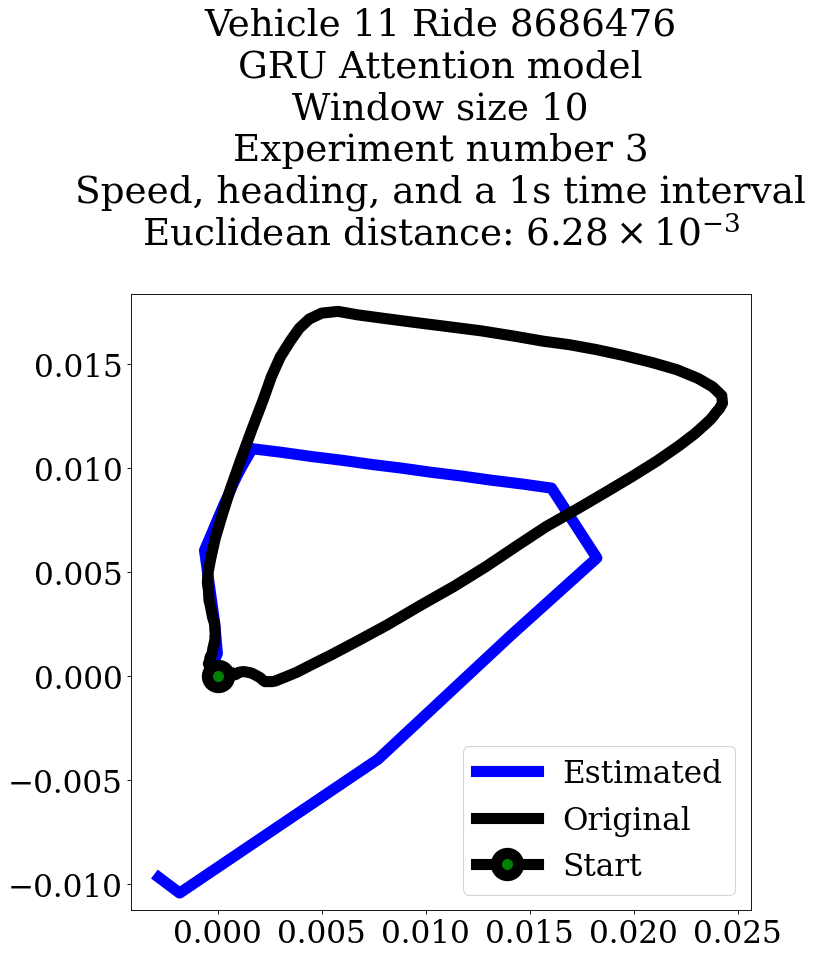 Vehicle 11 Ride 8686476
GRU Attention model
Window size 10
Experiment number 3
Speed, heading, and a 1s time interval
Euclidean distance: 6.28 × 10⁻³
0.015
0.010
0.005
0.000
−0.005
−0.010
Estimated
Original
Start
0.000 0.005 0.010 0.015 0.020 0.025